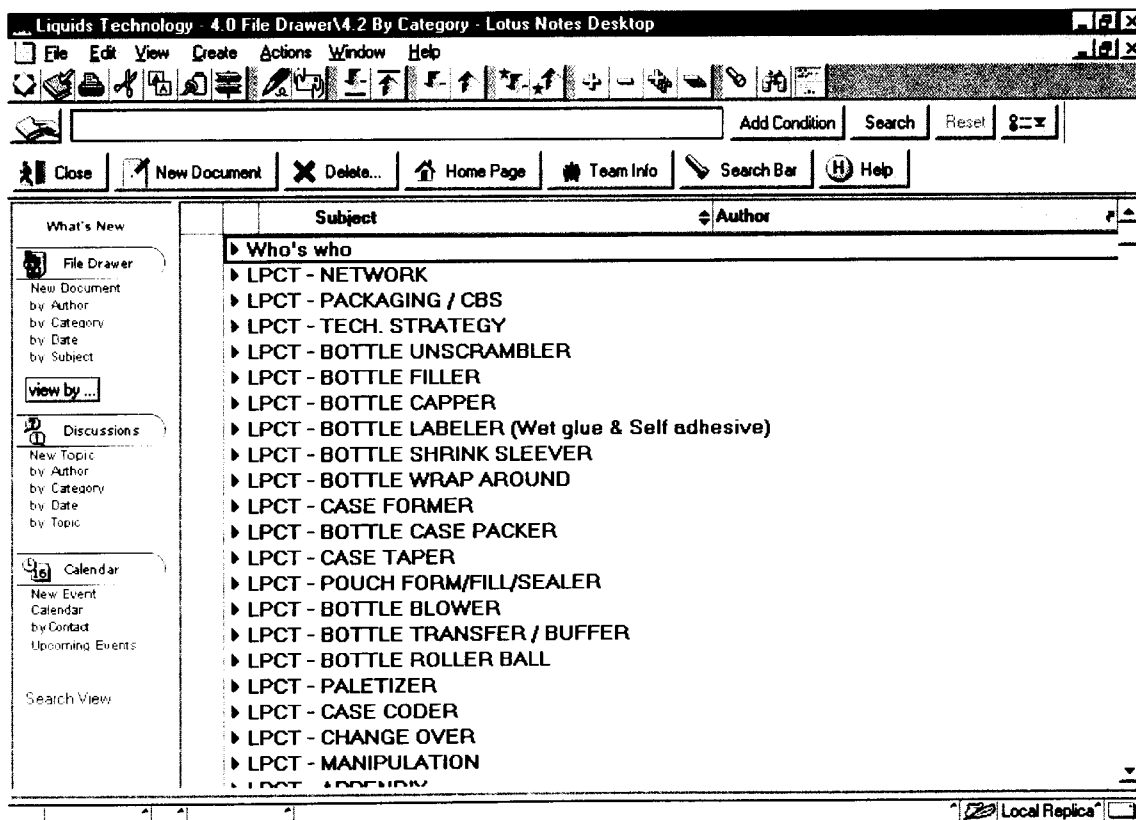 Liquids Technology - 4.0 File Drawer\4.2 By Category - Lotus Notes Desktop
File Edit View Create Actions Window Help
Add Condition Search Reset
Close New Document Delete... Home Page Team Info Search Bar Help
What's New
File Drawer
New Document
by Author
by Category
by Date
by Subject
view by ...
Discussions
New Topic
by Author
by Category
by Date
by Topic
16 Calendar
New Event
Calendar
by Contact
Upcoming Events
Search View
Subject Author
Who's who
LPCT - NETWORK
LPCT - PACKAGING / CBS
LPCT - TECH. STRATEGY
LPCT - BOTTLE UNSCRAMBLER
LPCT - BOTTLE FILLER
LPCT - BOTTLE CAPPER
LPCT - BOTTLE LABELER (Wet glue & Self adhesive)
LPCT - BOTTLE SHRINK SLEEVER
LPCT - BOTTLE WRAP AROUND
LPCT - CASE FORMER
LPCT - BOTTLE CASE PACKER
LPCT - CASE TAPER
LPCT - POUCH FORM/FILL/SEALER
LPCT - BOTTLE BLOWER
LPCT - BOTTLE TRANSFER / BUFFER
LPCT - BOTTLE ROLLER BALL
LPCT - PALETIZER
LPCT - CASE CODER
LPCT - CHANGE OVER
LPCT - MANIPULATION
LPCT - APPENDIX
Local Replica